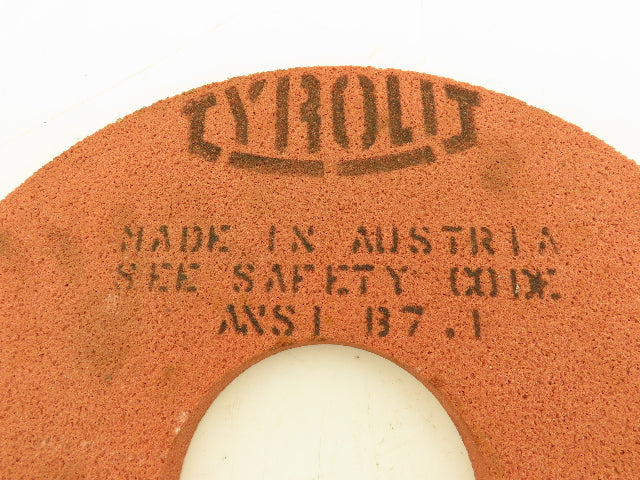 TYROLIT
MADE IN AUSTRIA
SEE SAFETY CODE
ANSI B7.1